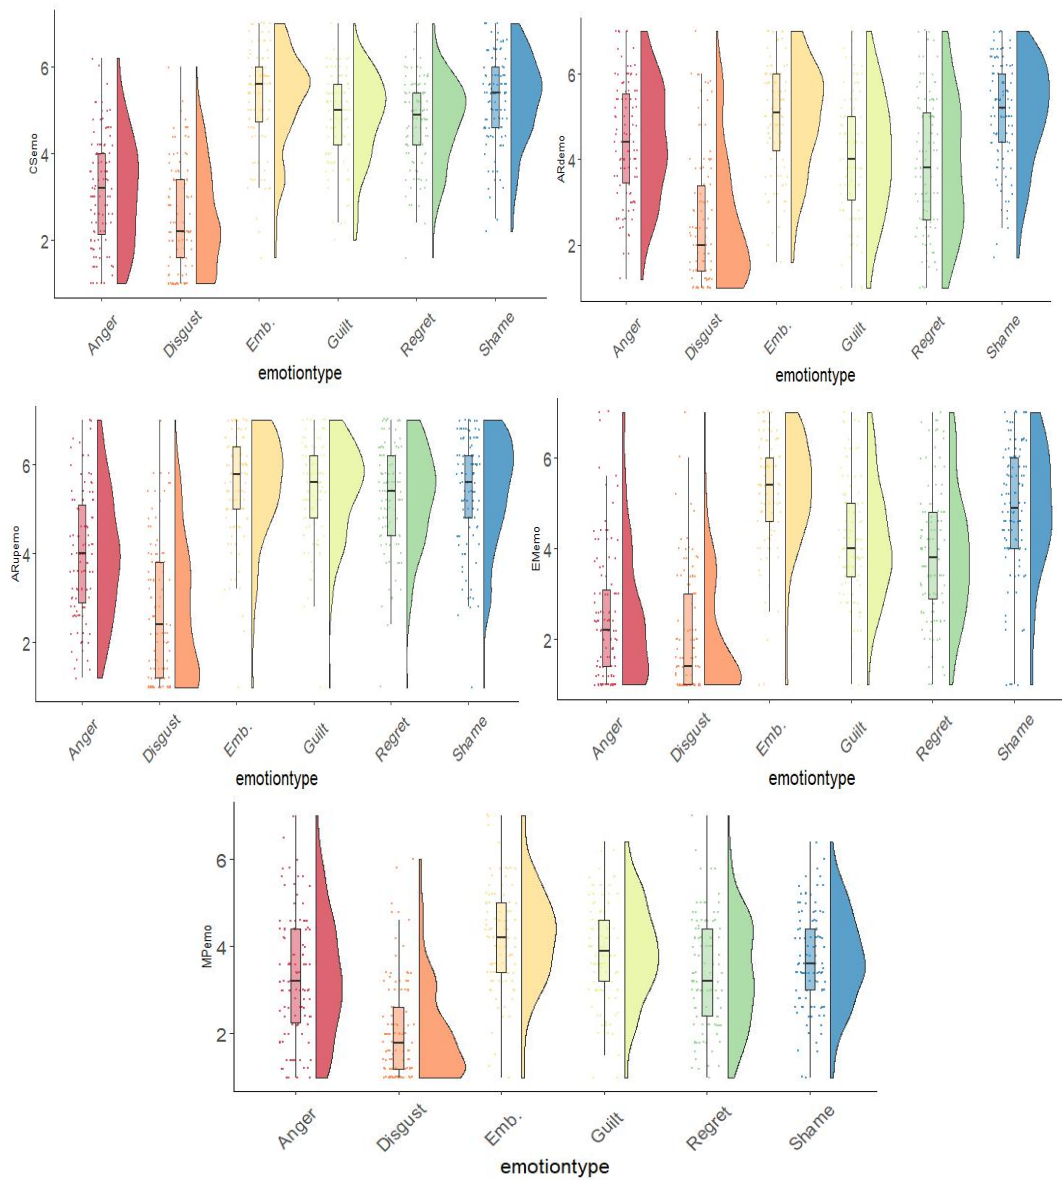 CSemo
6
4
2
Anger Disgust Emb. Guilt Regret Shame
emotiontype
ARdemo
6
4
2
Anger Disgust Emb. Guilt Regret Shame
emotiontype
ARupemo
6
4
2
Anger Disgust Emb. Guilt Regret Shame
emotiontype
EMemo
6
4
2
Anger Disgust Emb. Guilt Regret Shame
emotiontype
MPemo
6
4
2
Anger Disgust Emb. Guilt Regret Shame
emotiontype